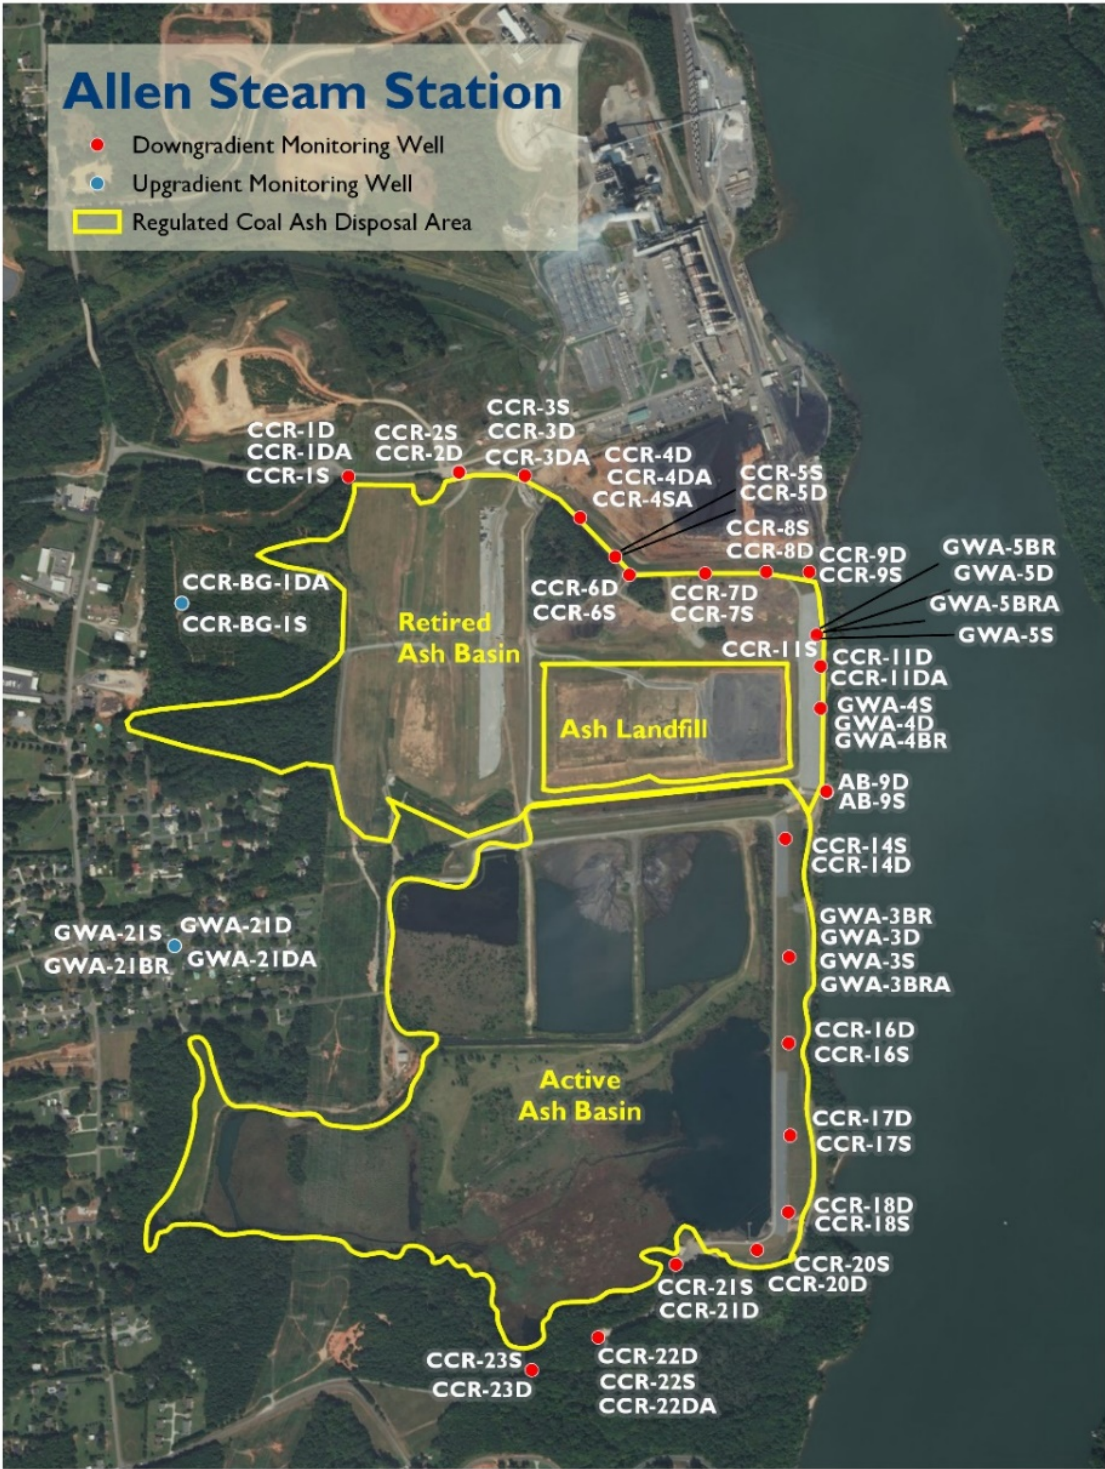 Allen Steam Station
Downgradient Monitoring Well
Upgradient Monitoring Well
Regulated Coal Ash Disposal Area
CCR-1D
CCR-1DA
CCR-1S
CCR-2S
CCR-2D
CCR-3S
CCR-3D
CCR-3DA
CCR-4D
CCR-4DA
CCR-4SA
CCR-5S
CCR-5D
CCR-8S
CCR-8D
CCR-9D
CCR-9S
GWA-5BR
GWA-5D
GWA-5BRA
GWA-5S
CCR-6D
CCR-6S
CCR-7D
CCR-7S
CCR-BG-1DA
CCR-BG-1S
Retired
Ash Basin
CCR-11S
CCR-11D
CCR-11DA
Ash Landfill
GWA-4S
GWA-4D
GWA-4BR
AB-9D
AB-9S
CCR-14S
CCR-14D
GWA-21S
GWA-21D
GWA-21BR
GWA-21DA
GWA-3BR
GWA-3D
GWA-3S
GWA-3BRA
CCR-16D
CCR-16S
Active
Ash Basin
CCR-17D
CCR-17S
CCR-18D
CCR-18S
CCR-20S
CCR-20D
CCR-21S
CCR-21D
CCR-22D
CCR-22S
CCR-22DA
CCR-23S
CCR-23D